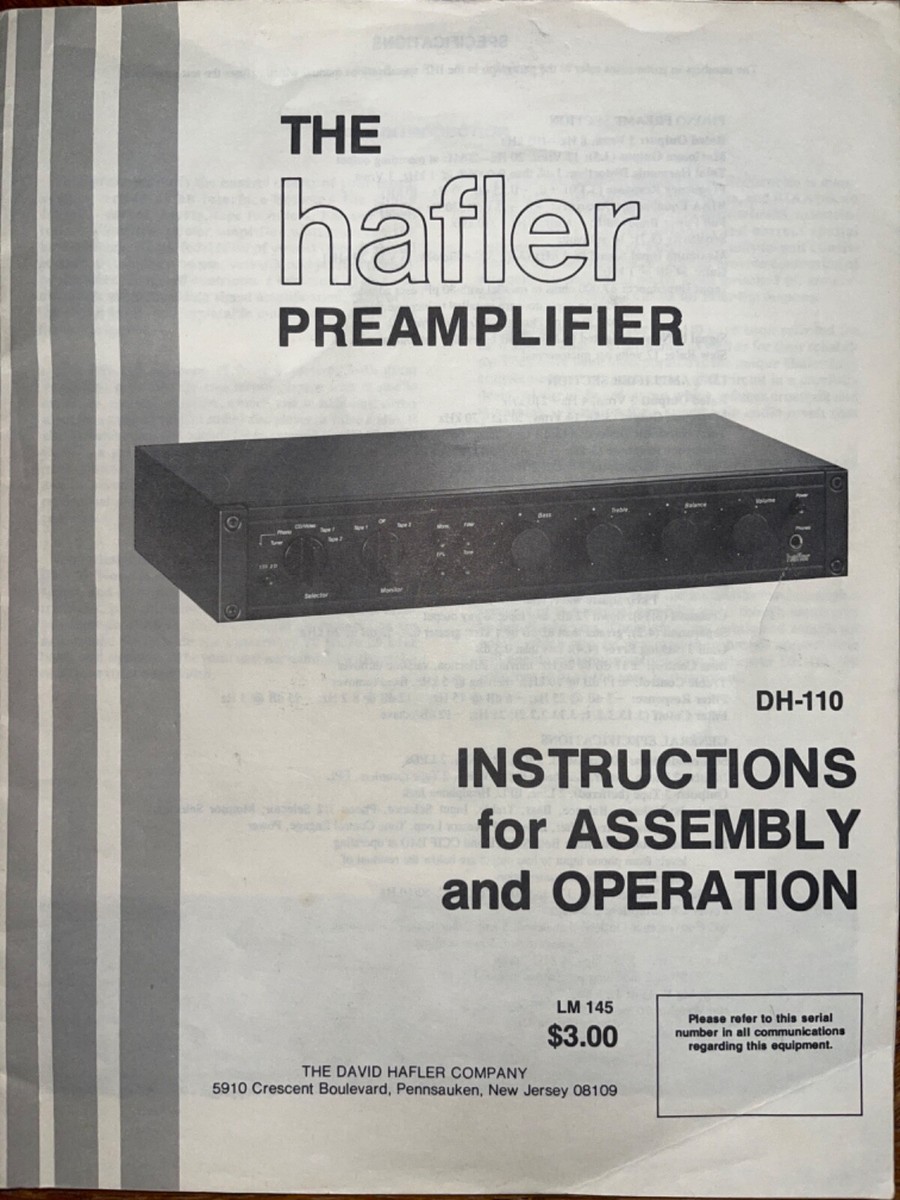 THE
hafler
PREAMPLIFIER
Phono
CD/Video
Tape 1
Tuner
Tape 2
Selector
Tape 1
Off
Tape 2
Monitor
Mono
Filter
EPL
Tone
Bass
Treble
Balance
Volume
Power
Phones
hafler
DH-110
INSTRUCTIONS
for ASSEMBLY
and OPERATION
LM 145
$3.00
THE DAVID HAFLER COMPANY
5910 Crescent Boulevard, Pennsauken, New Jersey 08109
Please refer to this serial
number in all communications
regarding this equipment.